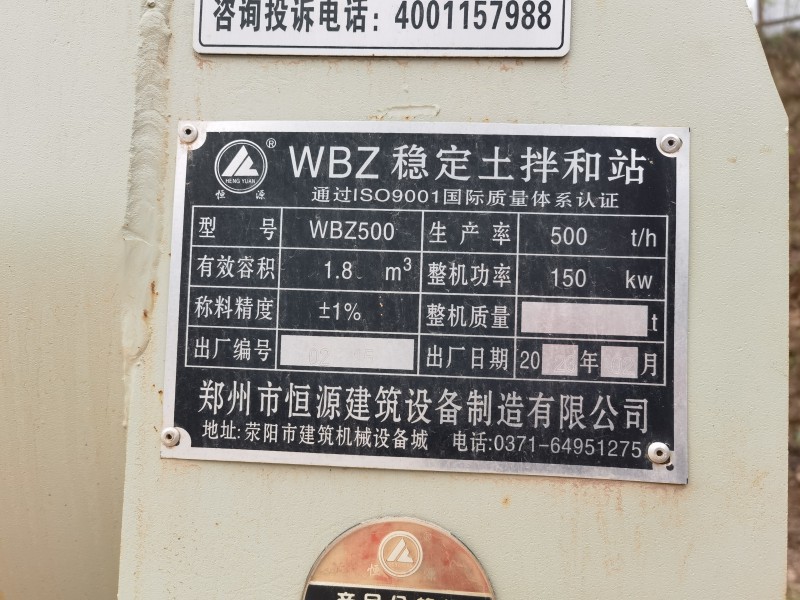 咨询投诉电话: 4001157988
HENG YUAN
恒 源
®
WBZ 稳定土拌和站
通过ISO9001国际质量体系认证
型 号 WBZ500 生 产 率 500 t/h
有效容积 1.8 m³ 整机功率 150 kw
称料精度 ±1% 整机质量 t
出厂编号 出厂日期 20 年 月
郑州市恒源建筑设备制造有限公司
地址:荥阳市建筑机械设备城 电话:0371-64951275
恒